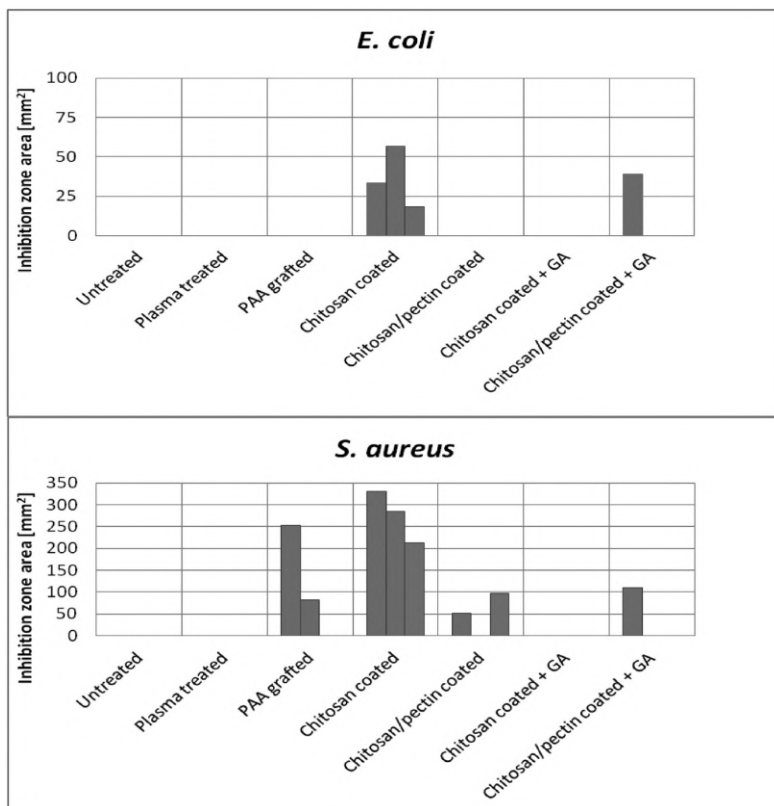 E. coli
Inhibition zone area [mm²]
100
75
50
25
0
Untreated
Plasma treated
PAA grafted
Chitosan coated
Chitosan/pectin coated
Chitosan coated + GA
Chitosan/pectin coated + GA
S. aureus
Inhibition zone area [mm²]
350
300
250
200
150
100
50
0
Untreated
Plasma treated
PAA grafted
Chitosan coated
Chitosan/pectin coated
Chitosan coated + GA
Chitosan/pectin coated + GA